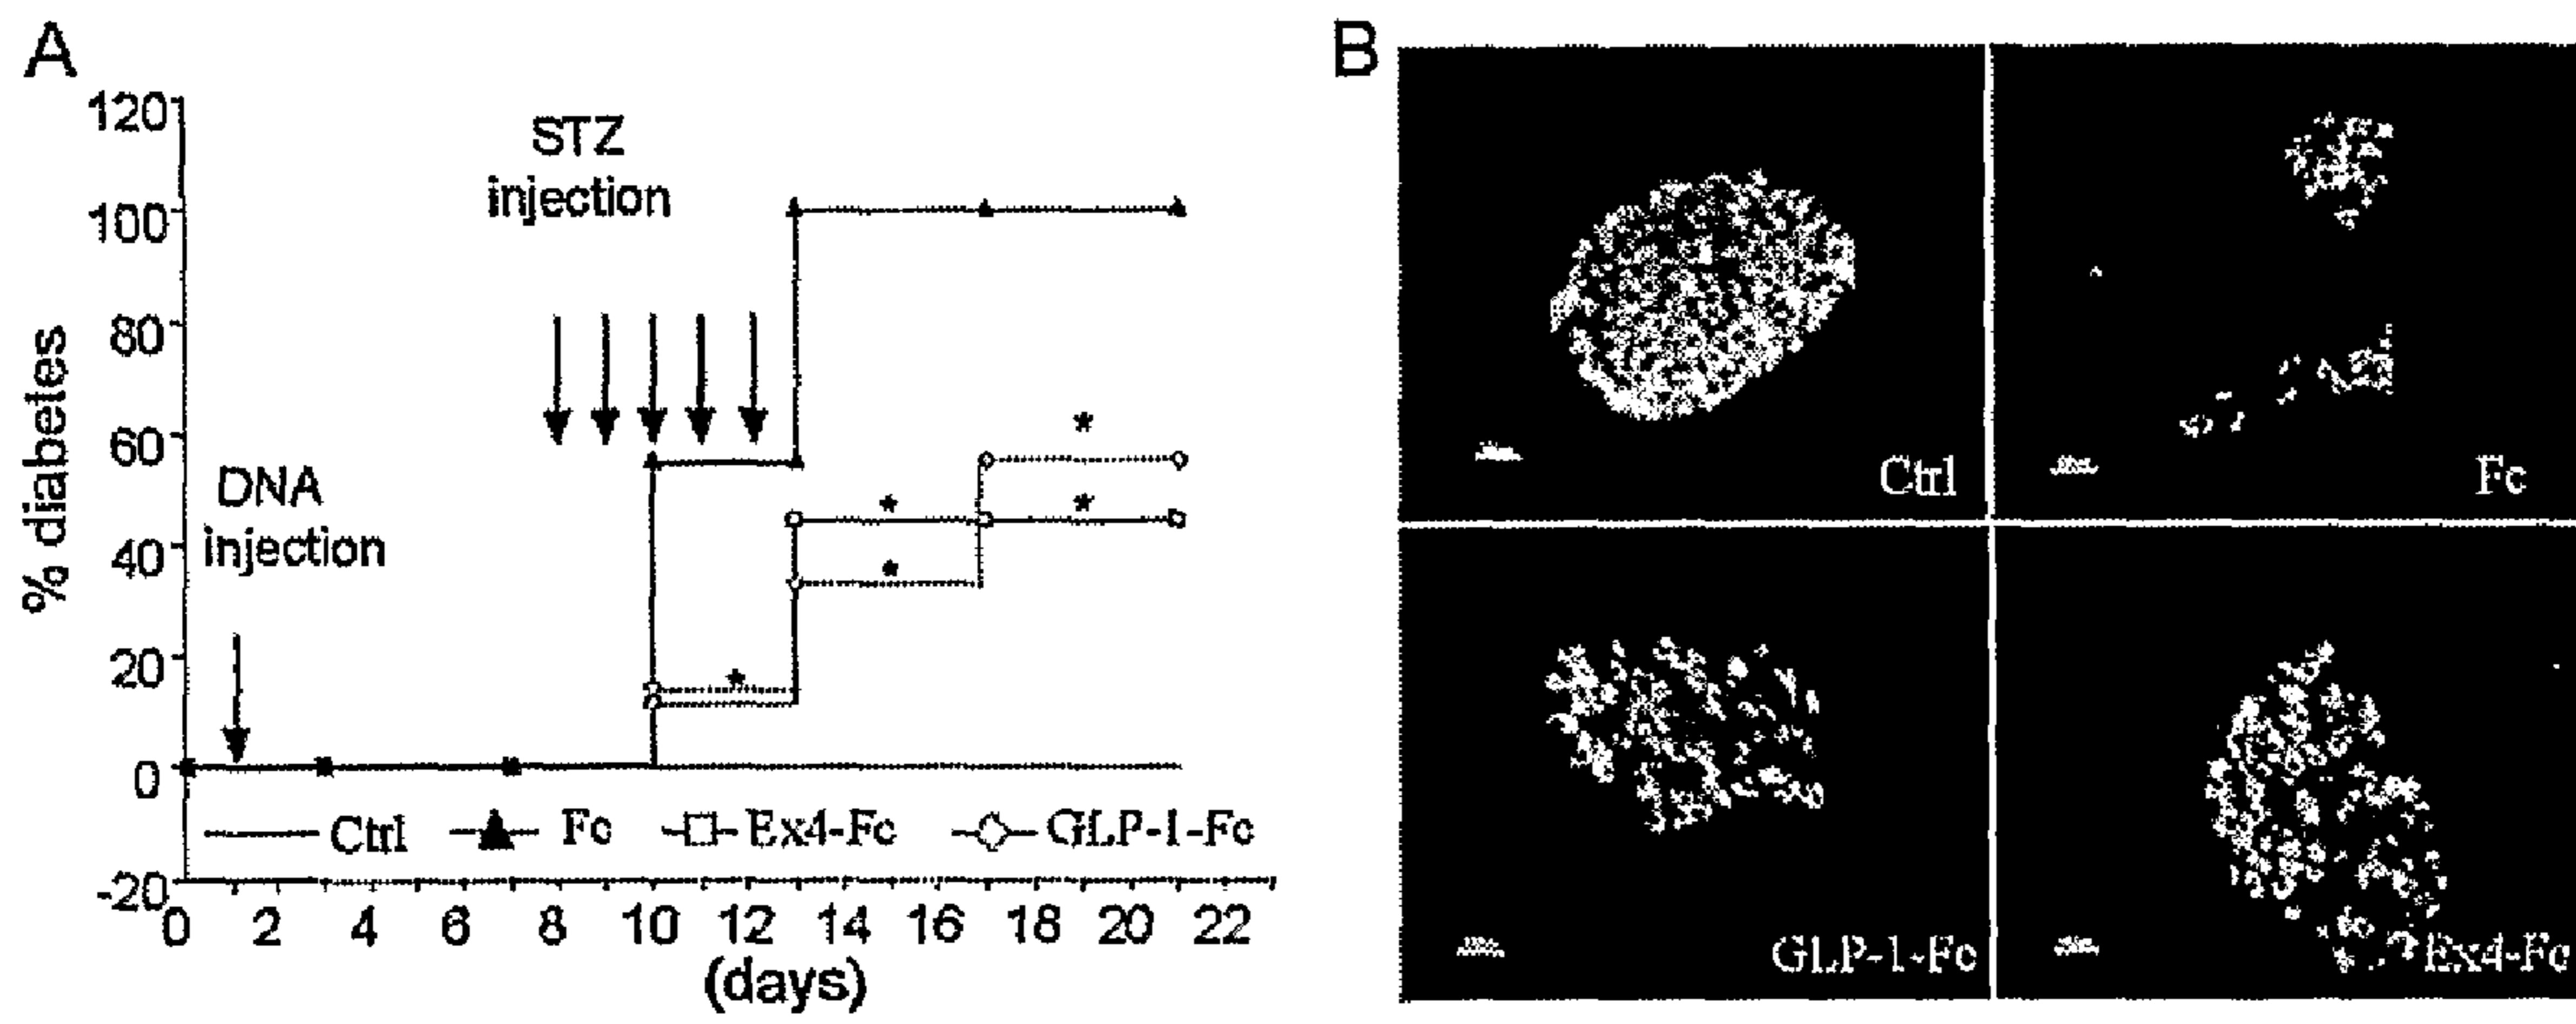 A
120
100
80
60
40
20
0
-20
% diabetes
STZ
injection
DNA
injection
*
*
*
*
*
Ctrl Fc Ex4-Fc GLP-1-Fc
0 2 4 6 8 10 12 14 16 18 20 22
(days)
B
Ctrl
Fc
GLP-1-Fc
Ex4-Fc